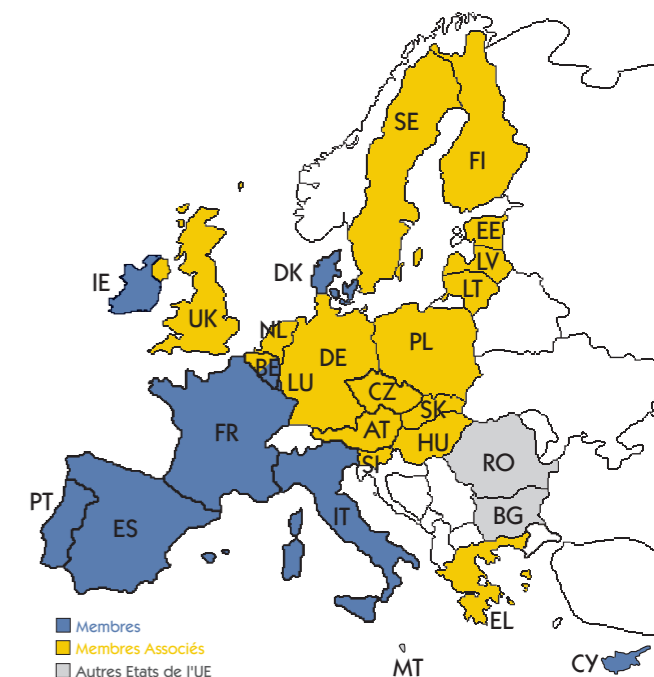 SE
FI
EE
LV
LT
IE
DK
UK
NL
BE
LU
DE
PL
CZ
SK
AT
HU
SI
FR
RO
BG
PT
ES
IT
EL
MT
CY
Membres
Membres Associés
Autres Etats de l'UE